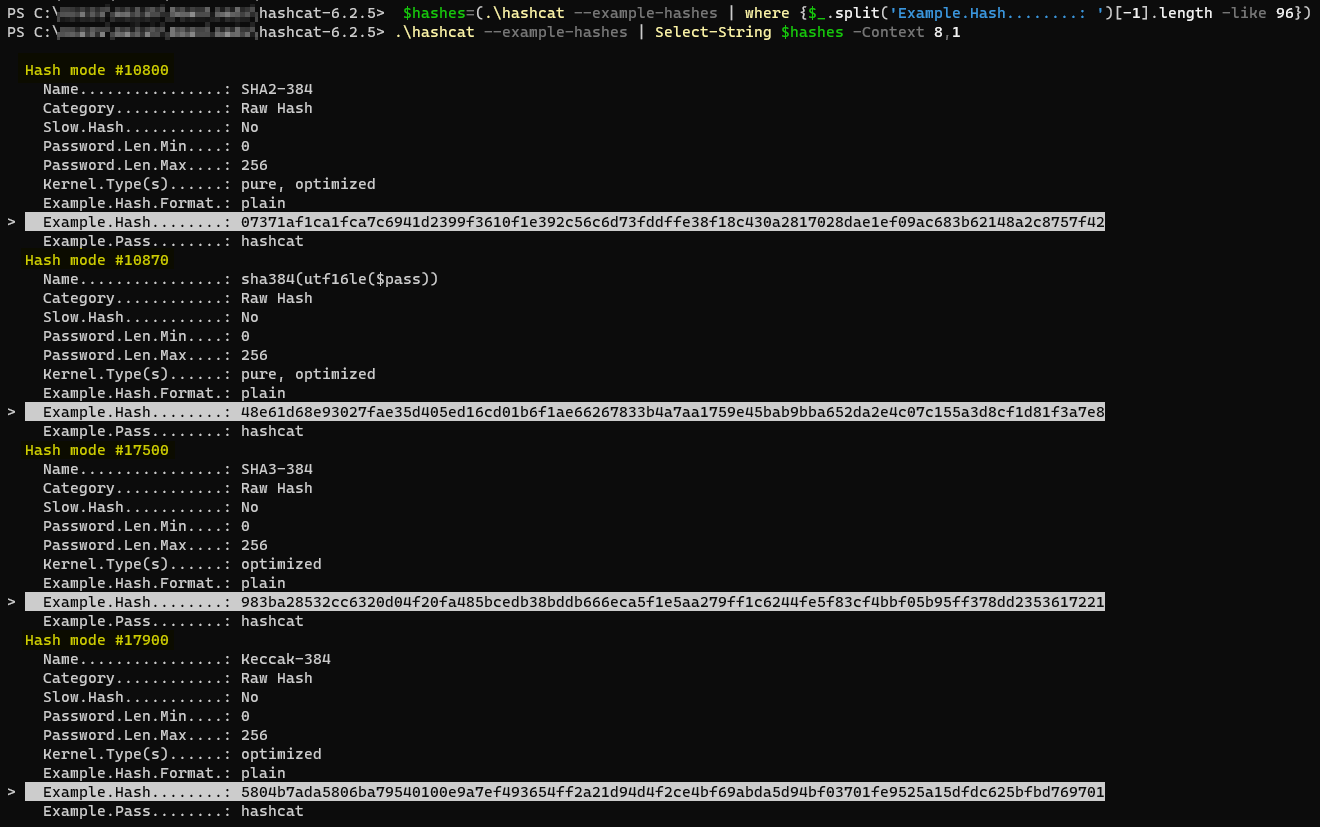 PS C:\hashcat-6.2.5>  $hashes=(.\hashcat --example-hashes | where {$_.split('Example.Hash........: ')[-1].length -like 96})
PS C:\hashcat-6.2.5> .\hashcat --example-hashes | Select-String $hashes -Context 8,1
Hash mode #10800
Name................: SHA2-384
Category............: Raw Hash
Slow.Hash...........: No
Password.Len.Min....: 0
Password.Len.Max....: 256
Kernel.Type(s)......: pure, optimized
Example.Hash.Format.: plain
> Example.Hash........: 07371af1ca1fca7c6941d2399f3610f1e392c56c6d73fddffe38f18c430a2817028dae1ef09ac683b62148a2c8757f42
Example.Pass........: hashcat
Hash mode #10870
Name................: sha384(utf16le($pass))
Category............: Raw Hash
Slow.Hash...........: No
Password.Len.Min....: 0
Password.Len.Max....: 256
Kernel.Type(s)......: pure, optimized
Example.Hash.Format.: plain
> Example.Hash........: 48e61d68e93027fae35d405ed16cd01b6f1ae66267833b4a7aa1759e45bab9bba652da2e4c07c155a3d8cf1d81f3a7e8
Example.Pass........: hashcat
Hash mode #17500
Name................: SHA3-384
Category............: Raw Hash
Slow.Hash...........: No
Password.Len.Min....: 0
Password.Len.Max....: 256
Kernel.Type(s)......: optimized
Example.Hash.Format.: plain
> Example.Hash........: 983ba28532cc6320d04f20fa485bcedb38bddb666eca5f1e5aa279ff1c6244fe5f83cf4bbf05b95ff378dd2353617221
Example.Pass........: hashcat
Hash mode #17900
Name................: Keccak-384
Category............: Raw Hash
Slow.Hash...........: No
Password.Len.Min....: 0
Password.Len.Max....: 256
Kernel.Type(s)......: optimized
Example.Hash.Format.: plain
> Example.Hash........: 5804b7ada5806ba79540100e9a7ef493654ff2a21d94d4f2ce4bf69abda5d94bf03701fe9525a15dfdc625bfbd769701
Example.Pass........: hashcat